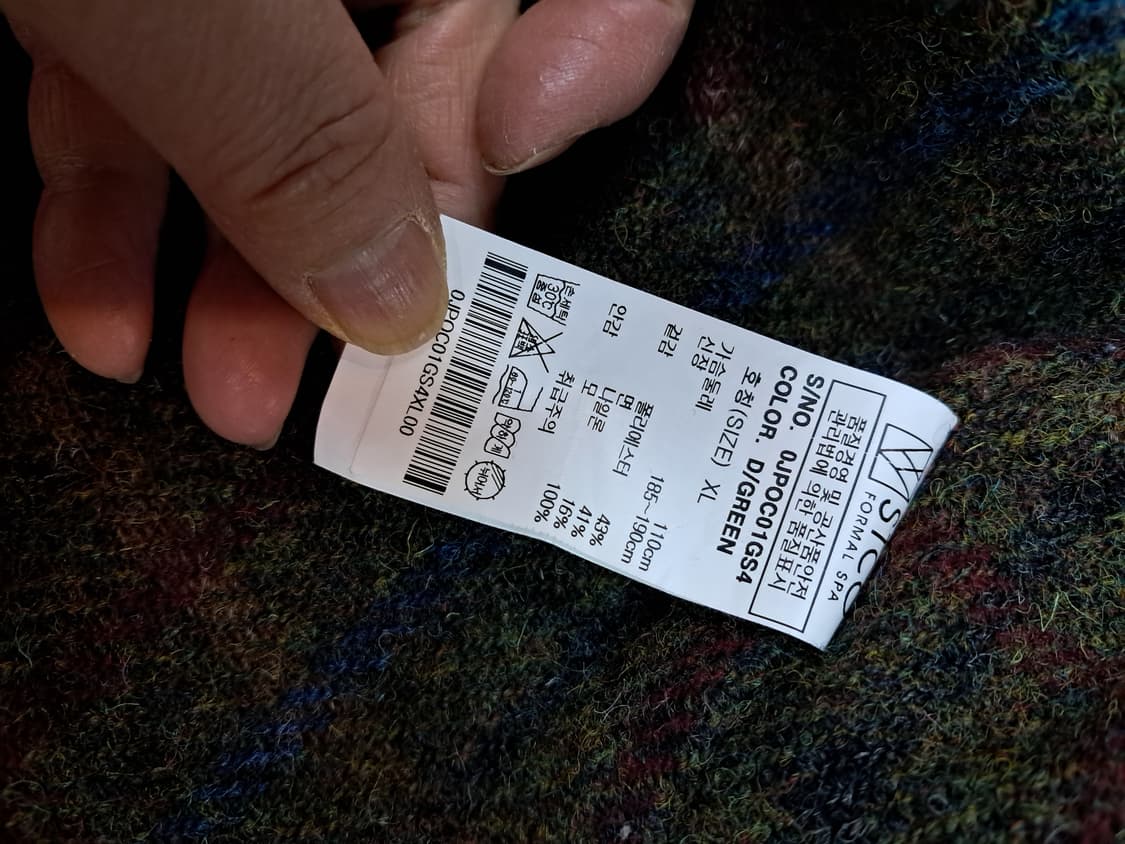 STCO
FORMAL SPA
품질경영 및 공산품안전
관리법에 의한 품질표시
S/NO. 0JPOC01GS4
COLOR. D/GREEN
호 칭(SIZE) XL
가슴둘레 110cm
신장 185~190cm
겉감 폴리에스터 43%
면 41%
나일론 16%
안감 모 100%
취급주의
손세탁 30℃ 중성
약하게
0JPOC01GS4XL00